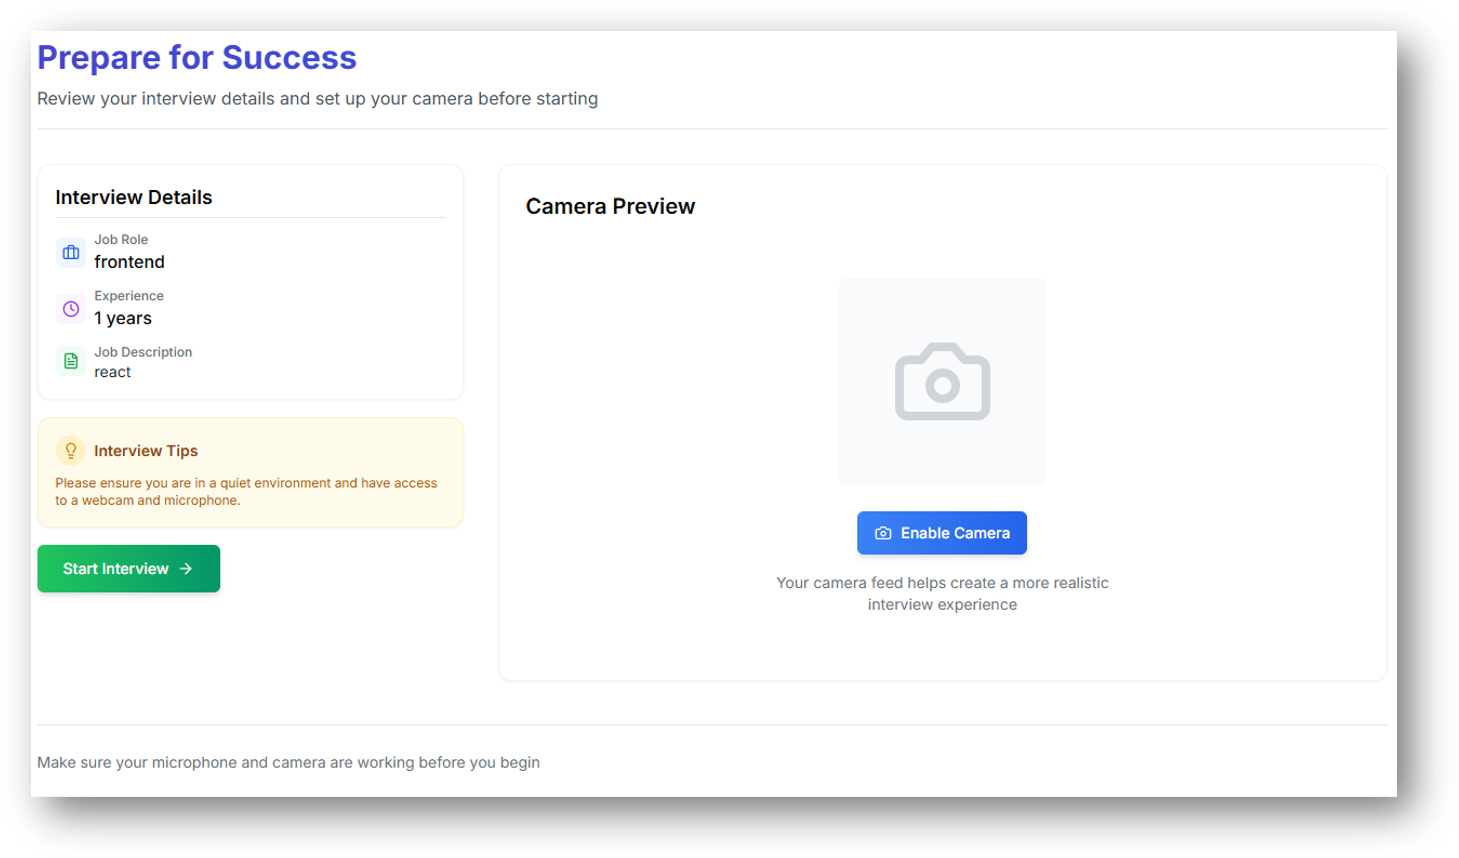 Prepare for Success
Review your interview details and set up your camera before starting
Interview Details
Job Role
frontend
Experience
1 years
Job Description
react
Interview Tips
Please ensure you are in a quiet environment and have access
to a webcam and microphone.
Start Interview →
Camera Preview
Enable Camera
Your camera feed helps create a more realistic
interview experience
Make sure your microphone and camera are working before you begin